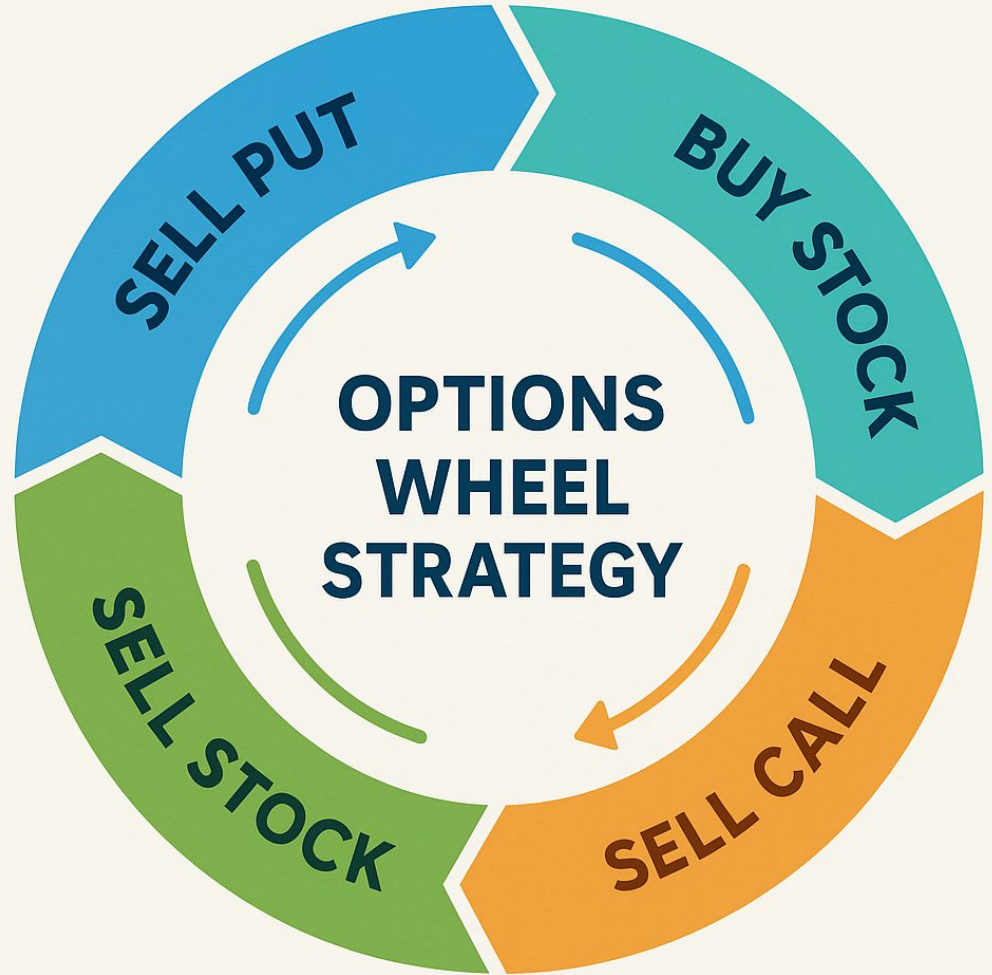 SELL PUT
BUY STOCK
SELL CALL
SELL STOCK
OPTIONS
WHEEL
STRATEGY